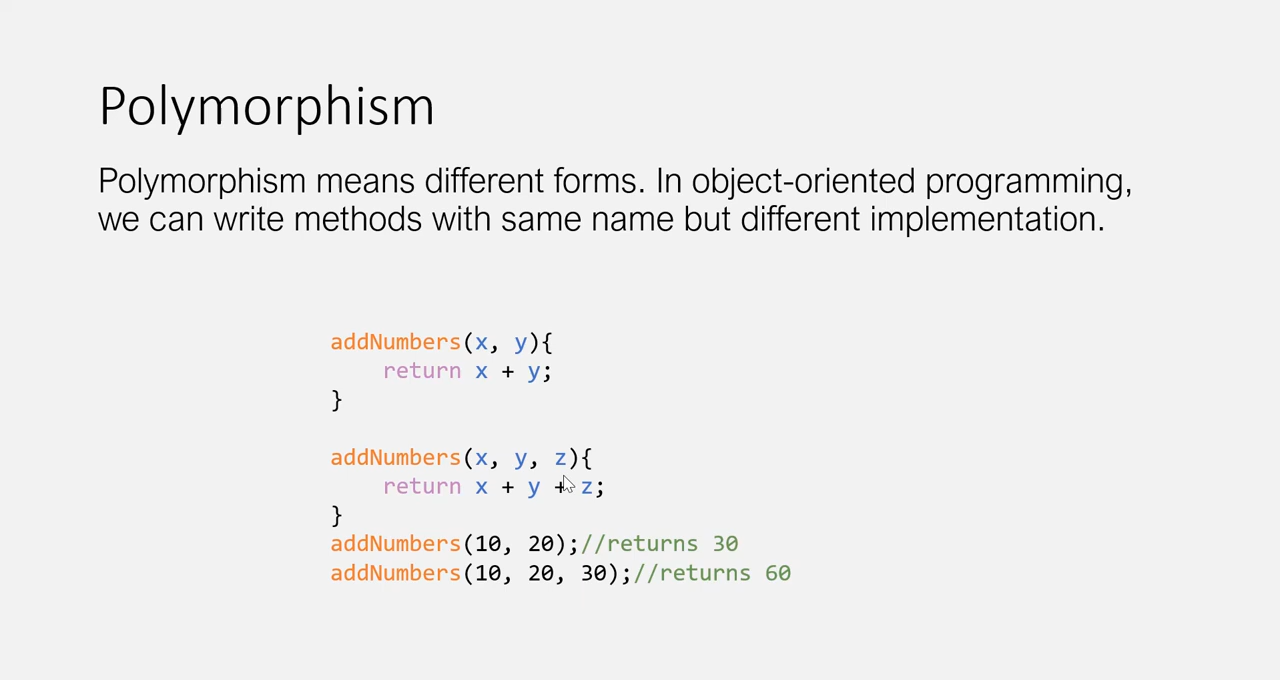 Polymorphism
Polymorphism means different forms. In object-oriented programming,
we can write methods with same name but different implementation.
addNumbers(x, y){
    return x + y;
}
addNumbers(x, y, z){
    return x + y + z;
}
addNumbers(10, 20);//returns 30
addNumbers(10, 20, 30);//returns 60